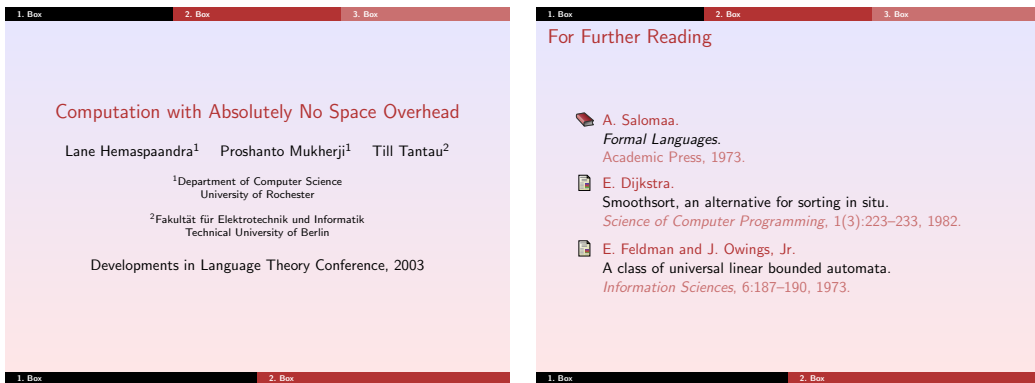 1. Box 2. Box 3. Box
Computation with Absolutely No Space Overhead
Lane Hemaspaandra1 Proshanto Mukherji1 Till Tantau2
1Department of Computer Science
University of Rochester
2Fakultät für Elektrotechnik und Informatik
Technical University of Berlin
Developments in Language Theory Conference, 2003
1. Box 2. Box
1. Box 2. Box 3. Box
For Further Reading
A. Salomaa.
Formal Languages.
Academic Press, 1973.
E. Dijkstra.
Smoothsort, an alternative for sorting in situ.
Science of Computer Programming, 1(3):223–233, 1982.
E. Feldman and J. Owings, Jr.
A class of universal linear bounded automata.
Information Sciences, 6:187–190, 1973.
1. Box 2. Box